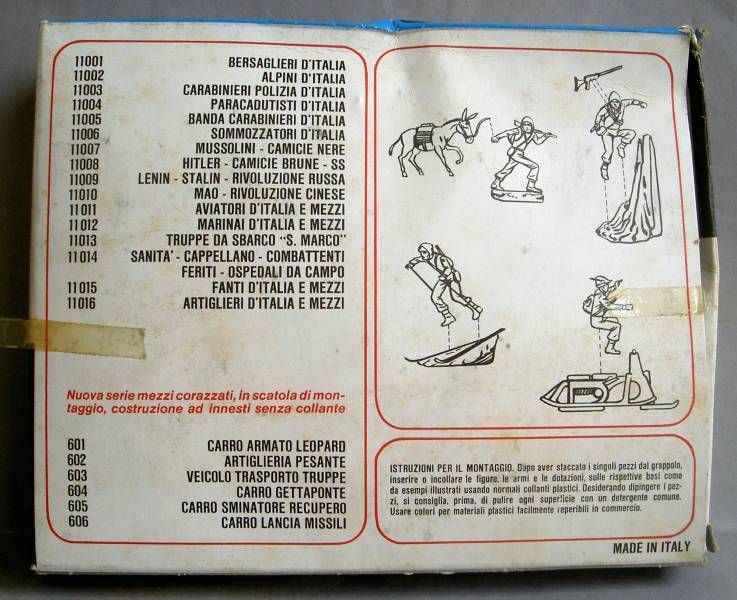 11001 BERSAGLIERI D'ITALIA
11002 ALPINI D'ITALIA
11003 CARABINIERI POLIZIA D'ITALIA
11004 PARACADUTISTI D'ITALIA
11005 BANDA CARABINIERI D'ITALIA
11006 SOMMOZZATORI D'ITALIA
11007 MUSSOLINI - CAMICIE NERE
11008 HITLER - CAMICIE BRUNE - SS
11009 LENIN - STALIN - RIVOLUZIONE RUSSA
11010 MAO - RIVOLUZIONE CINESE
11011 AVIATORI D'ITALIA E MEZZI
11012 MARINAI D'ITALIA E MEZZI
11013 TRUPPE DA SBARCO "S. MARCO"
11014 SANITA' - CAPPELLANO - COMBATTENTI
FERITI - OSPEDALI DA CAMPO
11015 FANTI D'ITALIA E MEZZI
11016 ARTIGLIERI D'ITALIA E MEZZI
Nuova serie mezzi corazzati, in scatola di mon-
taggio, costruzione ad innesti senza collante
601 CARRO ARMATO LEOPARD
602 ARTIGLIERIA PESANTE
603 VEICOLO TRASPORTO TRUPPE
604 CARRO GETTAPONTE
605 CARRO SMINATORE RECUPERO
606 CARRO LANCIA MISSILI
ISTRUZIONI PER IL MONTAGGIO. Dopo aver staccato i singoli pezzi dal grappolo,
inserire o incollare le figure, le armi e le dotazioni, sulle rispettive basi come
da esempi illustrati usando normali collanti plastici. Desiderando dipingere i pez-
zi, si consiglia, prima, di pulire ogni superficie con un detergente comune.
Usare colori per materiali plastici facilmente reperibili in commercio.
MADE IN ITALY